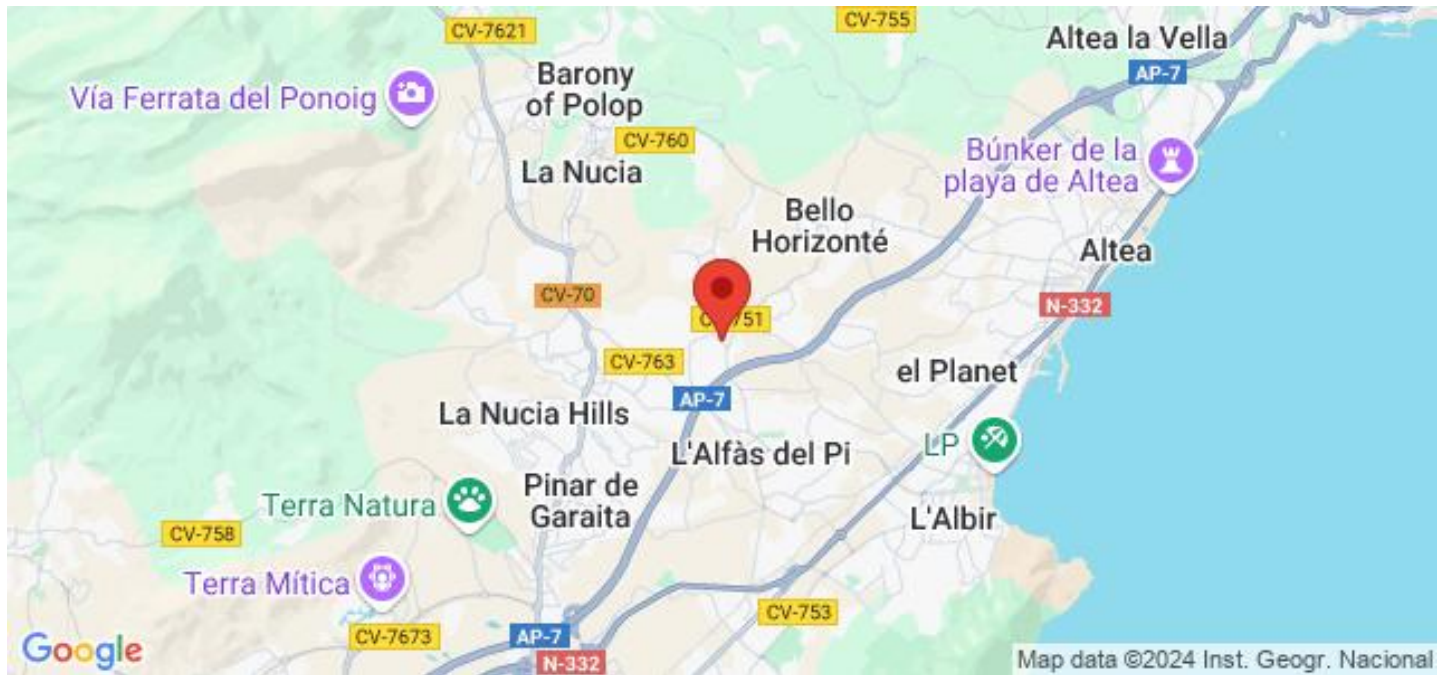 CV-7621
CV-755
Altea la Vella
AP-7
Vía Ferrata del Ponoig
Barony
of Polop
CV-760
La Nucia
Búnker de la
playa de Altea
Bello
Horizonté
Altea
CV-70
N-332
CV-763
el Planet
AP-7
La Nucia Hills
LP
L'Alfàs del Pi
Terra Natura
Pinar de
Garaita
L'Albir
CV-758
Terra Mítica
CV-753
CV-7673
AP-7
Google
N-332
Map data ©2024 Inst. Geogr. Nacional